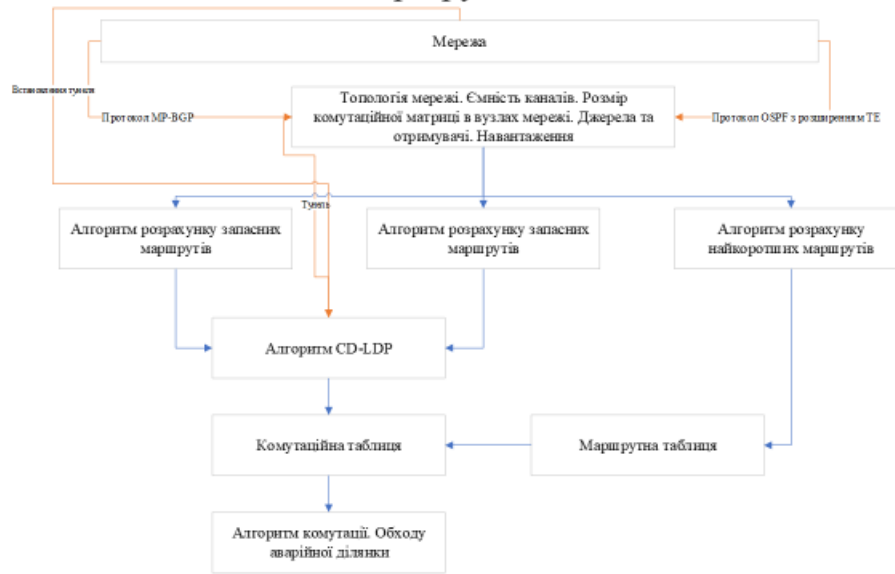 Мережа
Встановлення тунеля
Топологія мережі. Ємність каналів. Розмір
комутаційної матриці в вузлах мережі. Джерела та
отримувачі. Навантаження
Протокол MP-BGP
Протокол OSPF з розширенням TE
Тунель
Алгоритм розрахунку запасних
маршрутів
Алгоритм розрахунку запасних
маршрутів
Алгоритм розрахунку
найкоротших маршрутів
Алгоритм CD-LDP
Комутаційна таблиця
Маршрутна таблиця
Алгоритм комутації. Обходу
аварійної ділянки